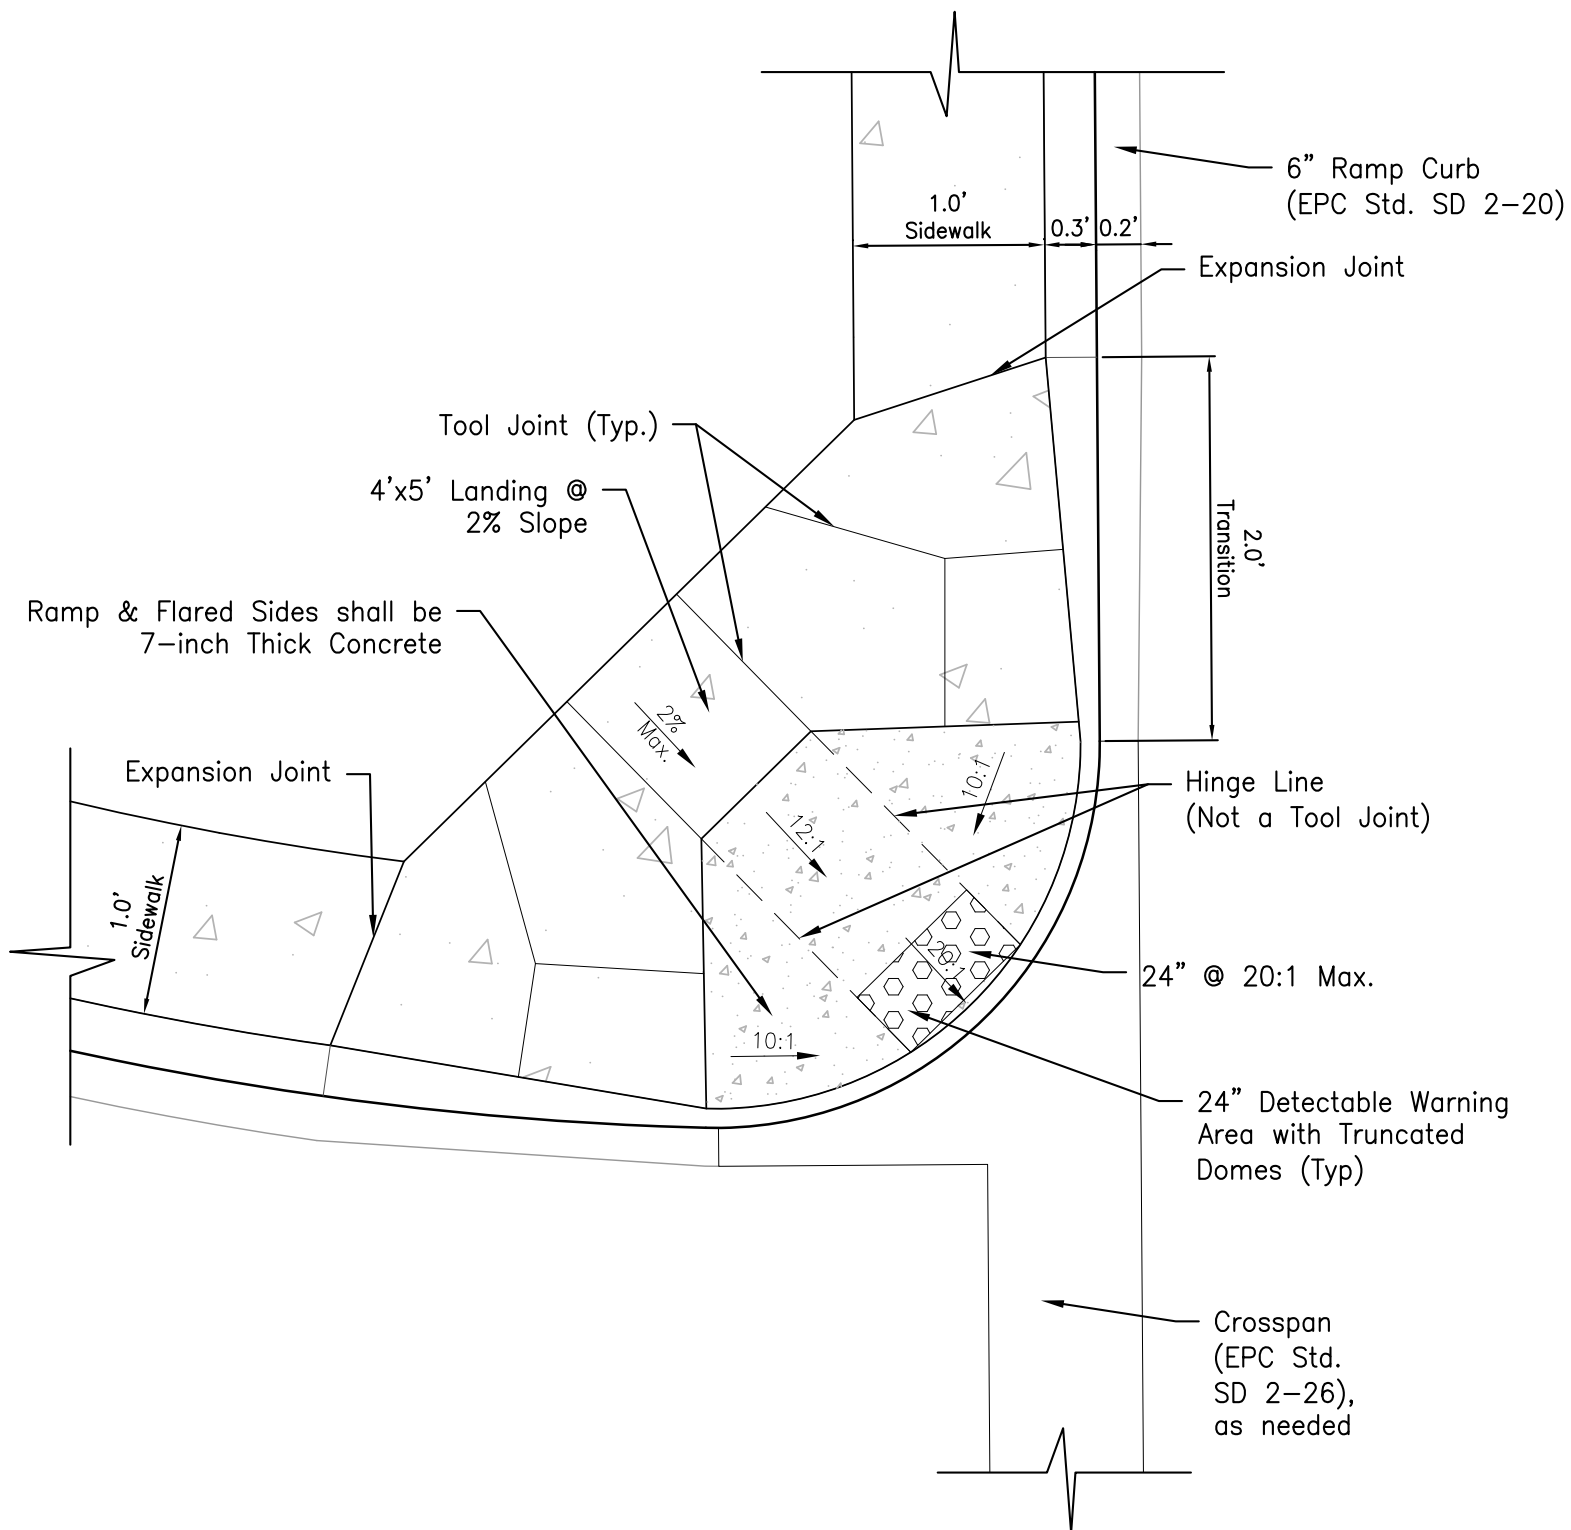 6” Ramp Curb
(EPC Std. SD 2-20)
1.0’
Sidewalk
0.3’
0.2’
Expansion Joint
Tool Joint (Typ.)
4’x5’ Landing @
2% Slope
2.0’
Transition
Ramp & Flared Sides shall be
7-inch Thick Concrete
2%
Max.
Expansion Joint
10:1
Hinge Line
(Not a Tool Joint)
12:1
1.0’
Sidewalk
20:1
24” @ 20:1 Max.
10:1
24” Detectable Warning
Area with Truncated
Domes (Typ)
Crosspan
(EPC Std.
SD 2-26),
as needed